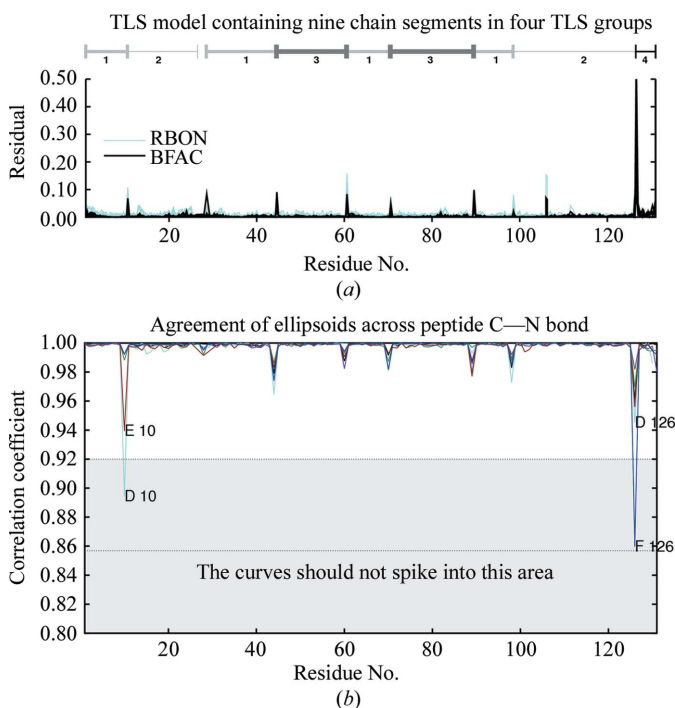 TLS model containing nine chain segments in four TLS groups
1 2 1 3 1 3 1 2 4
Residual
0.50
0.40
0.30
0.20
0.10
0.00
RBON
BFAC
20 40 60 80 100 120
Residue No.
(a)
Agreement of ellipsoids across peptide C—N bond
Correlation coefficient
1.00
0.98
0.96
0.94
0.92
0.90
0.88
0.86
0.84
0.82
0.80
E 10
D 126
D 10
F 126
The curves should not spike into this area
20 40 60 80 100 120
Residue No.
(b)